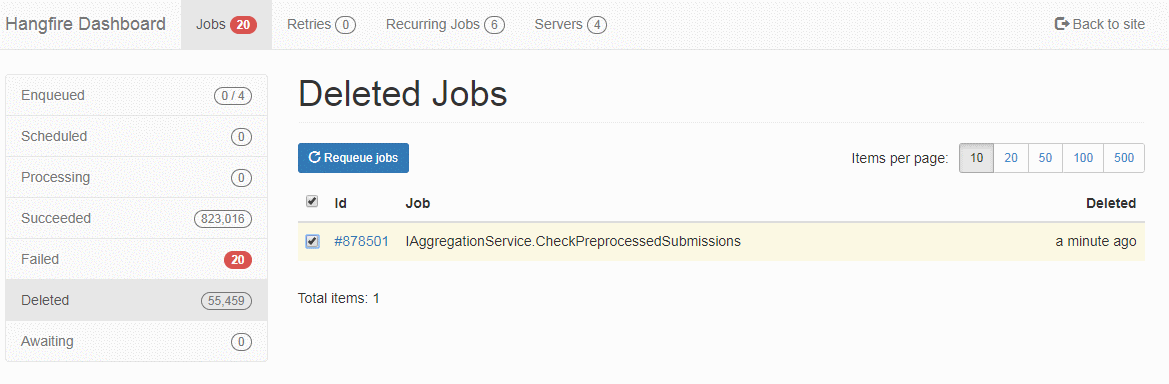 Hangfire Dashboard Jobs 20 Retries 0 Recurring Jobs 6 Servers 4 Back to site
Enqueued 0 / 4
Scheduled 0
Processing 0
Succeeded 823,016
Failed 20
Deleted 55,459
Awaiting 0
Deleted Jobs
Requeue jobs Items per page: 10 20 50 100 500
Id Job Deleted
#878501 IAggregationService.CheckPreprocessedSubmissions a minute ago
Total items: 1